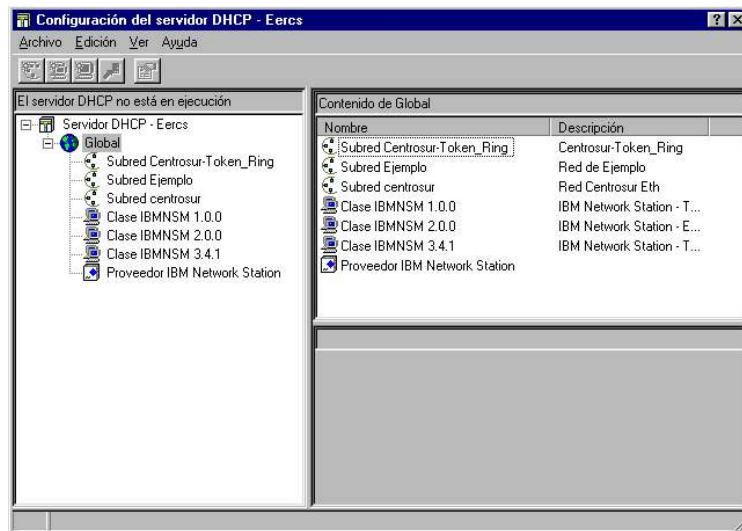 Configuración del servidor DHCP - Eercs
Archivo Edición Ver Ayuda
El servidor DHCP no está en ejecución
Servidor DHCP - Eercs
Global
Subred Centrosur-Token_Ring
Subred Ejemplo
Subred centrosur
Clase IBMNSM 1.0.0
Clase IBMNSM 2.0.0
Clase IBMNSM 3.4.1
Proveedor IBM Network Station
Contenido de Global
Nombre Descripción
Subred Centrosur-Token_Ring Centrosur-Token_Ring
Subred Ejemplo Red de Ejemplo
Subred centrosur Red Centrosur Eth
Clase IBMNSM 1.0.0 IBM Network Station - T...
Clase IBMNSM 2.0.0 IBM Network Station - E...
Clase IBMNSM 3.4.1 IBM Network Station - T...
Proveedor IBM Network Station